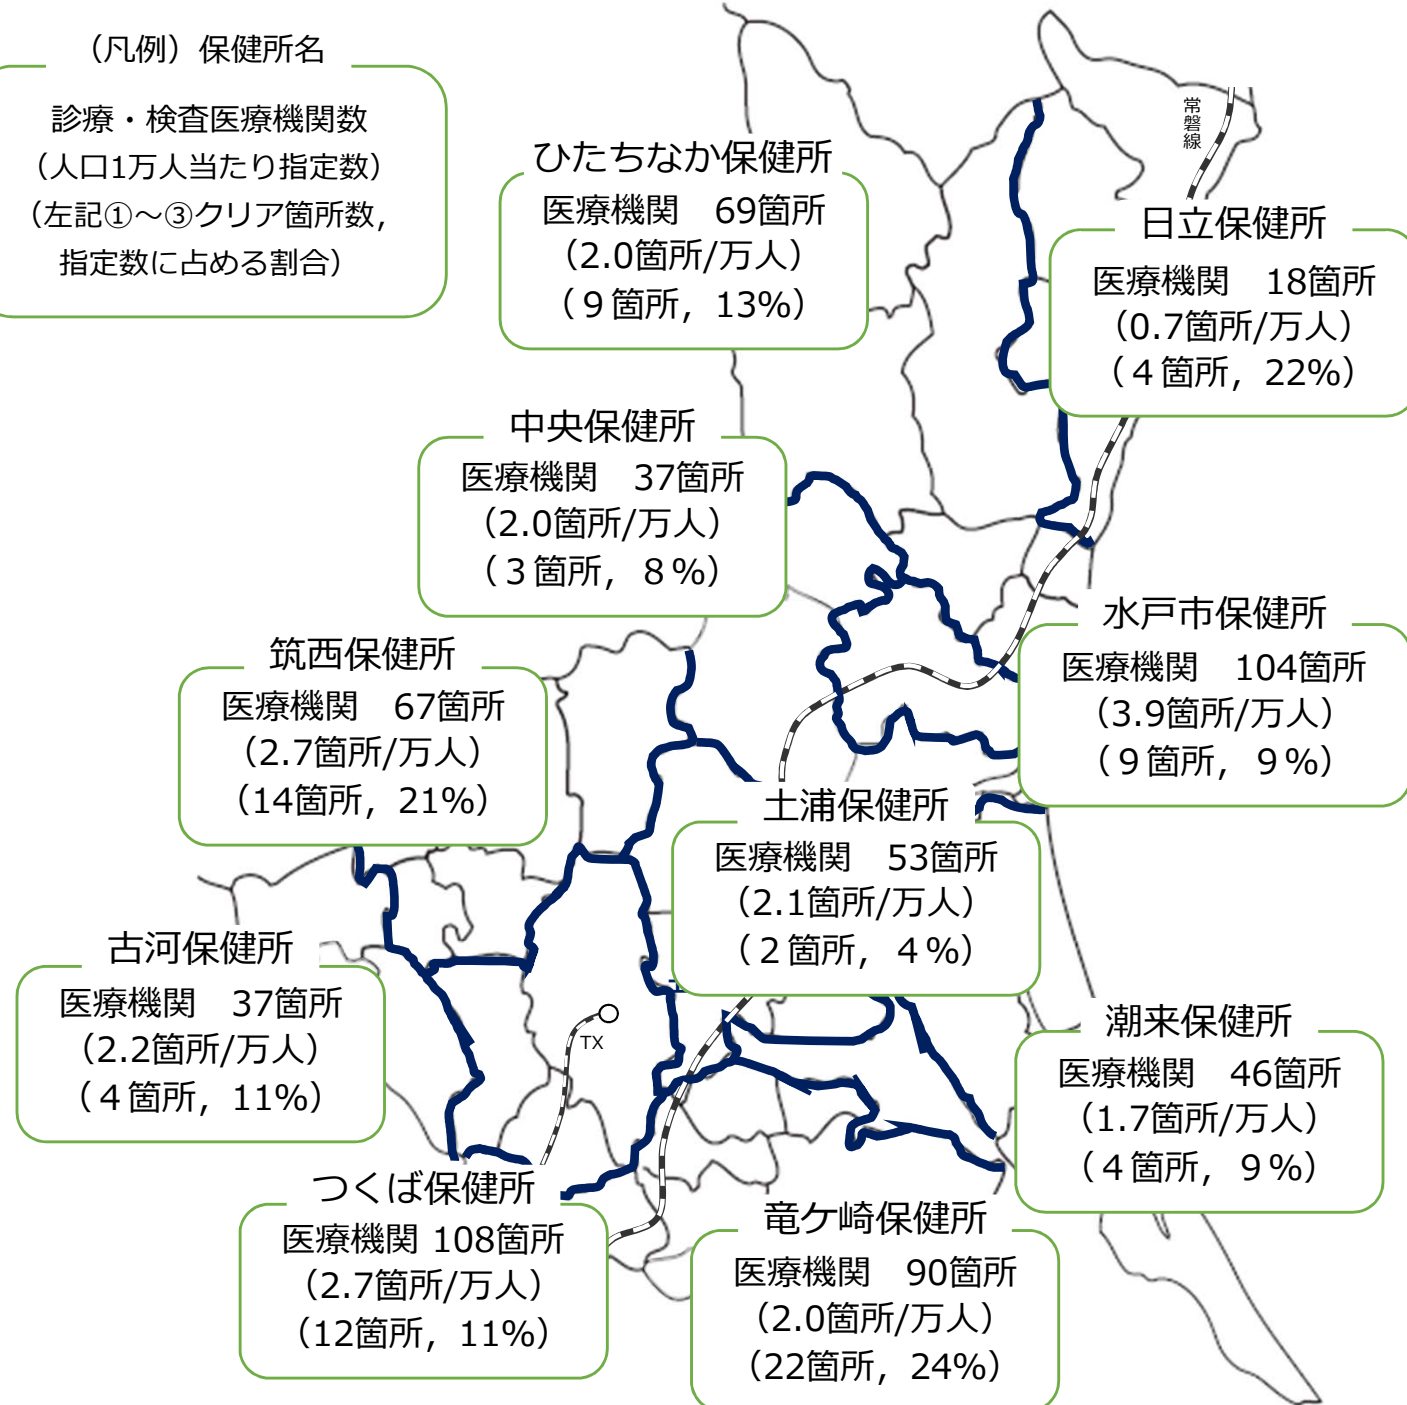 （凡例）保健所名
診療・検査医療機関数
（人口1万人当たり指定数）
（左記①～③クリア箇所数，
指定数に占める割合）
常磐線
ひたちなか保健所
医療機関　69箇所
（2.0箇所/万人）
（９箇所，13%）
日立保健所
医療機関　18箇所
（0.7箇所/万人）
（４箇所，22%）
中央保健所
医療機関　37箇所
（2.0箇所/万人）
（３箇所，８%）
水戸市保健所
医療機関　104箇所
（3.9箇所/万人）
（９箇所，９%）
筑西保健所
医療機関　67箇所
（2.7箇所/万人）
（14箇所，21%）
土浦保健所
医療機関　53箇所
（2.1箇所/万人）
（２箇所，４%）
古河保健所
医療機関　37箇所
（2.2箇所/万人）
（４箇所，11%）
TX
潮来保健所
医療機関　46箇所
（1.7箇所/万人）
（４箇所，９%）
つくば保健所
医療機関 108箇所
（2.7箇所/万人）
（12箇所，11%）
竜ケ崎保健所
医療機関　90箇所
（2.0箇所/万人）
（22箇所，24%）